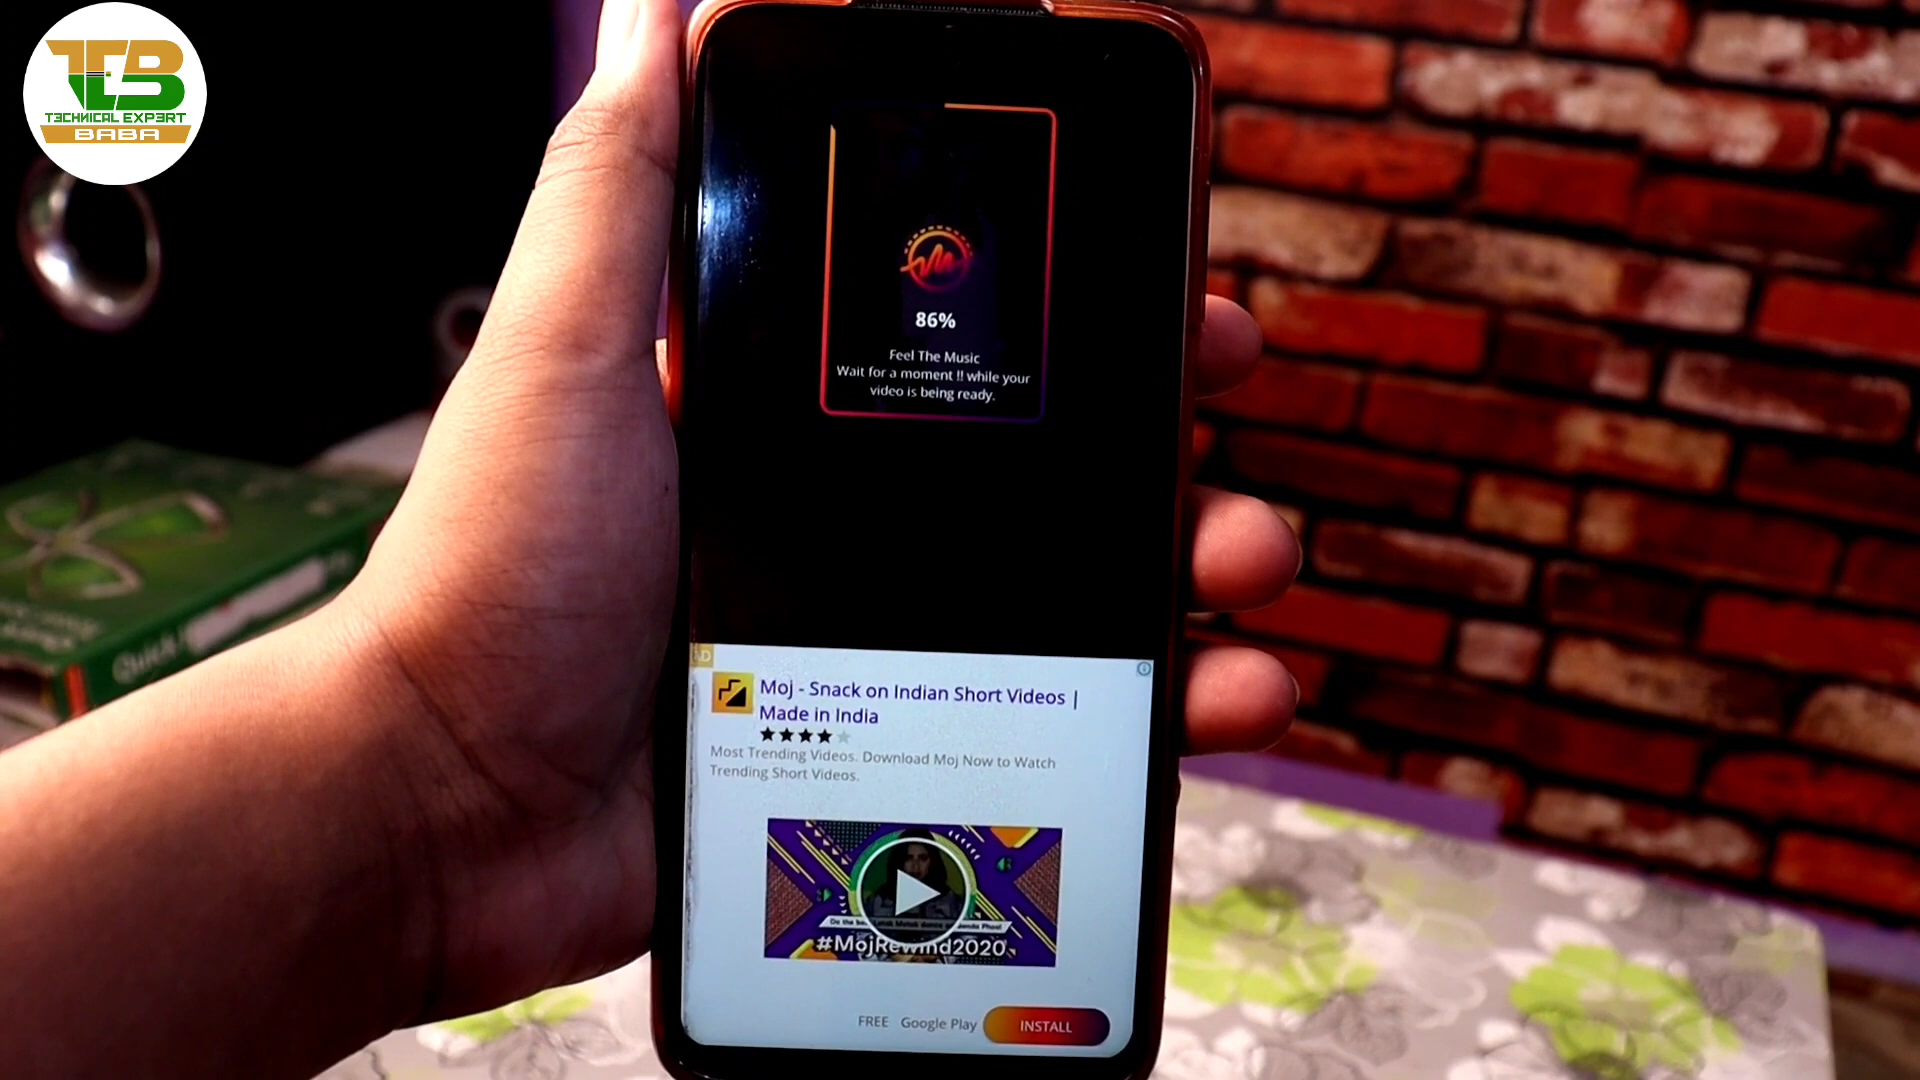 TECHNICAL EXPERT
BABA
86%
Feel The Music
Wait for a moment !! while your
video is being ready.
AD
Moj - Snack on Indian Short Videos |
Made in India
Most Trending Videos. Download Moj Now to Watch
Trending Short Videos.
#MojRewind2020
FREE Google Play INSTALL
Quick